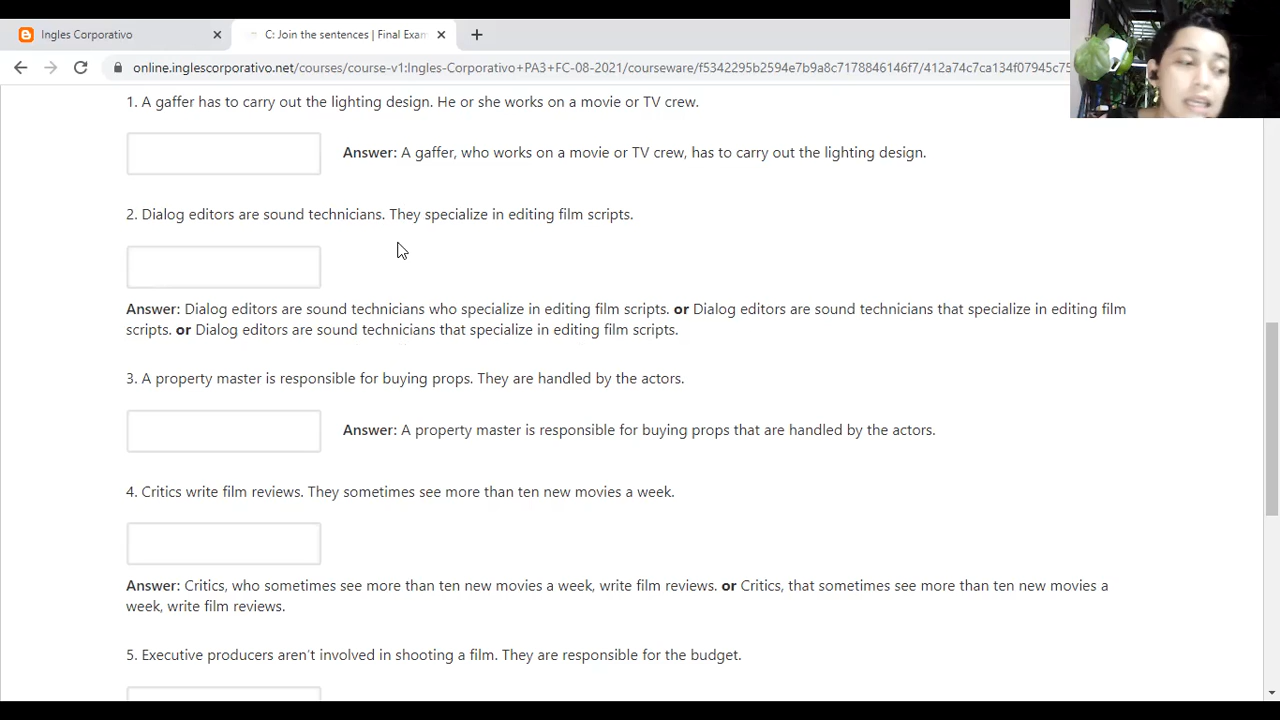 Ingles Corporativo
C: Join the sentences | Final Exam
online.inglescorporativo.net/courses/course-v1:Ingles-Corporativo+PA3+FC-08-2021/courseware/f5342295b2594e7b9a8c7178846146f7/412a74c7ca134f07945c75
1. A gaffer has to carry out the lighting design. He or she works on a movie or TV crew.
Answer: A gaffer, who works on a movie or TV crew, has to carry out the lighting design.
2. Dialog editors are sound technicians. They specialize in editing film scripts.
Answer: Dialog editors are sound technicians who specialize in editing film scripts. or Dialog editors are sound technicians that specialize in editing film
scripts. or Dialog editors are sound technicians that specialize in editing film scripts.
3. A property master is responsible for buying props. They are handled by the actors.
Answer: A property master is responsible for buying props that are handled by the actors.
4. Critics write film reviews. They sometimes see more than ten new movies a week.
Answer: Critics, who sometimes see more than ten new movies a week, write film reviews. or Critics, that sometimes see more than ten new movies a
week, write film reviews.
5. Executive producers aren't involved in shooting a film. They are responsible for the budget.